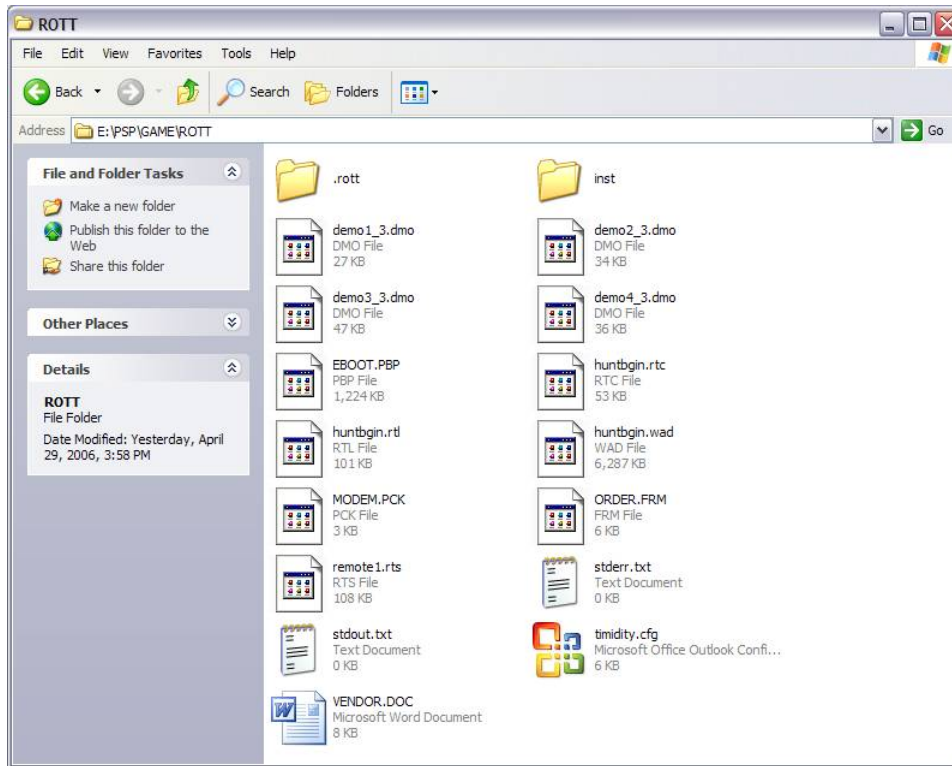 ROTT
File Edit View Favorites Tools Help
Back Search Folders
Address E:\PSP\GAME\ROTT Go
File and Folder Tasks
Make a new folder
Publish this folder to the
Web
Share this folder
Other Places
Details
ROTT
File Folder
Date Modified: Yesterday, April
29, 2006, 3:58 PM
.rott
inst
demo1_3.dmo
DMO File
27 KB
demo2_3.dmo
DMO File
34 KB
demo3_3.dmo
DMO File
47 KB
demo4_3.dmo
DMO File
36 KB
EBOOT.PBP
PBP File
1,224 KB
huntbgin.rtc
RTC File
53 KB
huntbgin.rtl
RTL File
101 KB
huntbgin.wad
WAD File
6,287 KB
MODEM.PCK
PCK File
3 KB
ORDER.FRM
FRM File
6 KB
remote1.rts
RTS File
108 KB
stderr.txt
Text Document
0 KB
stdout.txt
Text Document
0 KB
timidity.cfg
Microsoft Office Outlook Confi...
6 KB
VENDOR.DOC
Microsoft Word Document
8 KB